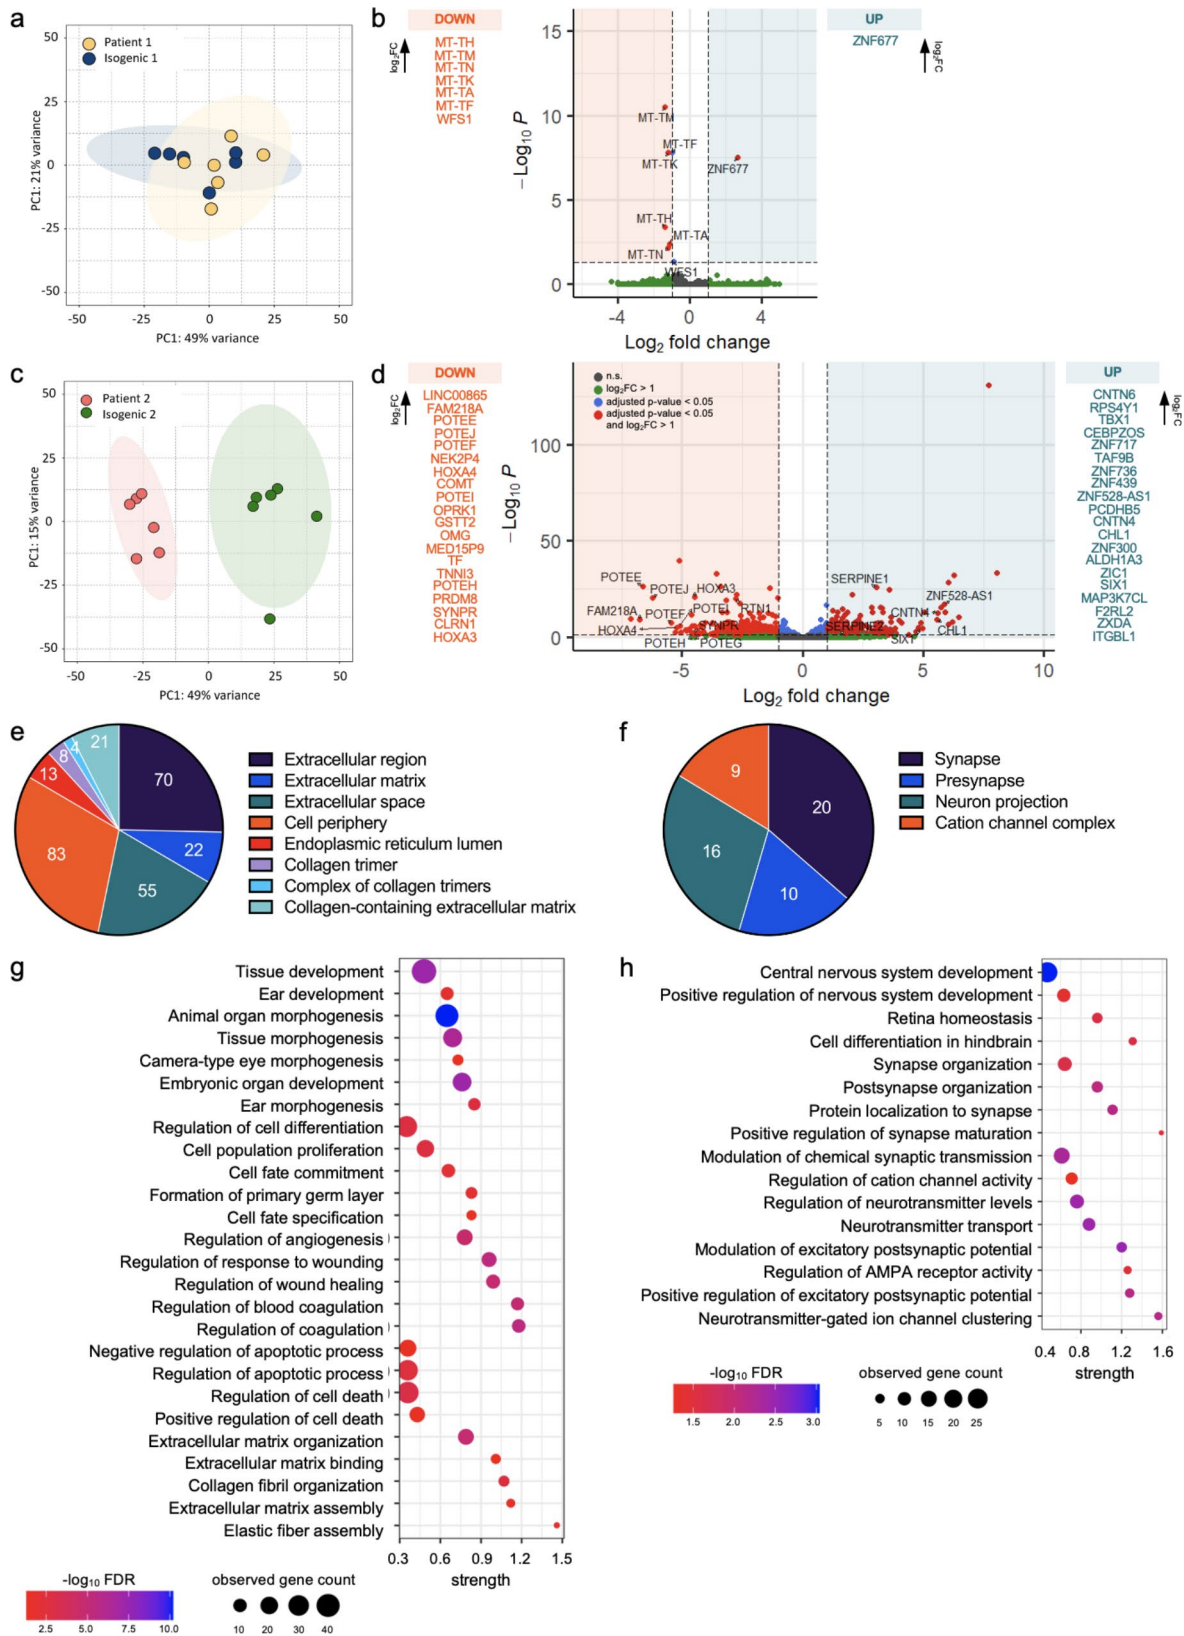 a
50
25
0
-25
-50
-50
-25
0
25
50
PC1: 21% variance
PC1: 49% variance
Patient 1
Isogenic 1
b
DOWN
log2FC
MT-TH
MT-TM
MT-TN
MT-TK
MT-TA
MT-TF
WFS1
15
10
5
0
− Log10 P
MT-TM
MT-TF
MT-TK
ZNF677
MT-TH
MT-TA
MT-TN
WFS1
-4
0
4
Log2 fold change
UP
ZNF677
log2FC
c
50
25
0
-25
-50
-50
-25
0
25
50
PC1: 15% variance
PC1: 49% variance
Patient 2
Isogenic 2
d
DOWN
log2FC
LINC00865
FAM218A
POTEE
POTEJ
POTEF
NEK2P4
HOXA4
COMT
POTEI
OPRK1
GSTT2
OMG
MED15P9
TF
TNNI3
POTEH
PRDM8
SYNPR
CLRN1
HOXA3
n.s.
log2FC > 1
adjusted p-value < 0.05
adjusted p-value < 0.05
and log2FC > 1
100
50
0
− Log10 P
POTEE
POTEJ
HOXA3
SERPINE1
ZNF528-AS1
FAM218A
POTEF
POTEI
RTN1
CNTN4
HOXA4
SYNPR
SERPINE2
CHL1
POTEH
POTEG
SIX1
-5
0
5
10
Log2 fold change
UP
log2FC
CNTN6
RPS4Y1
TBX1
CEBPZOS
ZNF717
TAF9B
ZNF736
ZNF439
ZNF528-AS1
PCDHB5
CNTN4
CHL1
ZNF300
ALDH1A3
ZIC1
SIX1
MAP3K7CL
F2RL2
ZXDA
ITGBL1
e
70
22
55
83
13
8
4
21
Extracellular region
Extracellular matrix
Extracellular space
Cell periphery
Endoplasmic reticulum lumen
Collagen trimer
Complex of collagen trimers
Collagen-containing extracellular matrix
f
20
10
16
9
Synapse
Presynapse
Neuron projection
Cation channel complex
g
Tissue development
Ear development
Animal organ morphogenesis
Tissue morphogenesis
Camera-type eye morphogenesis
Embryonic organ development
Ear morphogenesis
Regulation of cell differentiation
Cell population proliferation
Cell fate commitment
Formation of primary germ layer
Cell fate specification
Regulation of angiogenesis
Regulation of response to wounding
Regulation of wound healing
Regulation of blood coagulation
Regulation of coagulation
Negative regulation of apoptotic process
Regulation of apoptotic process
Regulation of cell death
Positive regulation of cell death
Extracellular matrix organization
Extracellular matrix binding
Collagen fibril organization
Extracellular matrix assembly
Elastic fiber assembly
0.3
0.6
0.9
1.2
1.5
strength
-log10 FDR
2.5
5.0
7.5
10.0
observed gene count
10
20
30
40
h
Central nervous system development
Positive regulation of nervous system development
Retina homeostasis
Cell differentiation in hindbrain
Synapse organization
Postsynapse organization
Protein localization to synapse
Positive regulation of synapse maturation
Modulation of chemical synaptic transmission
Regulation of cation channel activity
Regulation of neurotransmitter levels
Neurotransmitter transport
Modulation of excitatory postsynaptic potential
Regulation of AMPA receptor activity
Positive regulation of excitatory postsynaptic potential
Neurotransmitter-gated ion channel clustering
0.4
0.8
1.2
1.6
strength
-log10 FDR
1.5
2.0
2.5
3.0
observed gene count
5
10
15
20
25